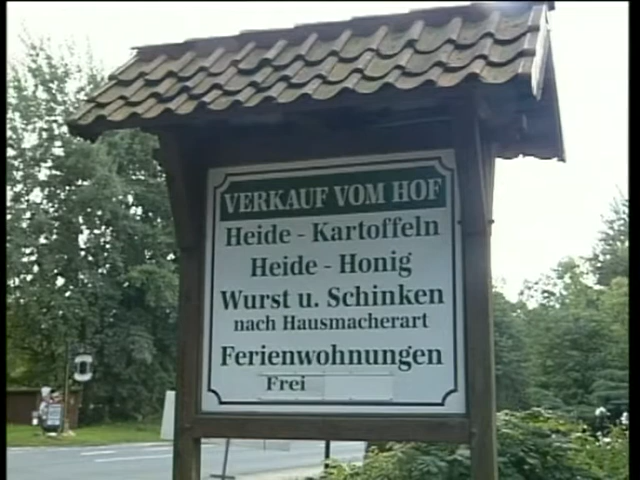 VERKAUF VOM HOF
Heide - Kartoffeln
Heide - Honig
Wurst u. Schinken
nach Hausmacherart
Ferienwohnungen
Frei